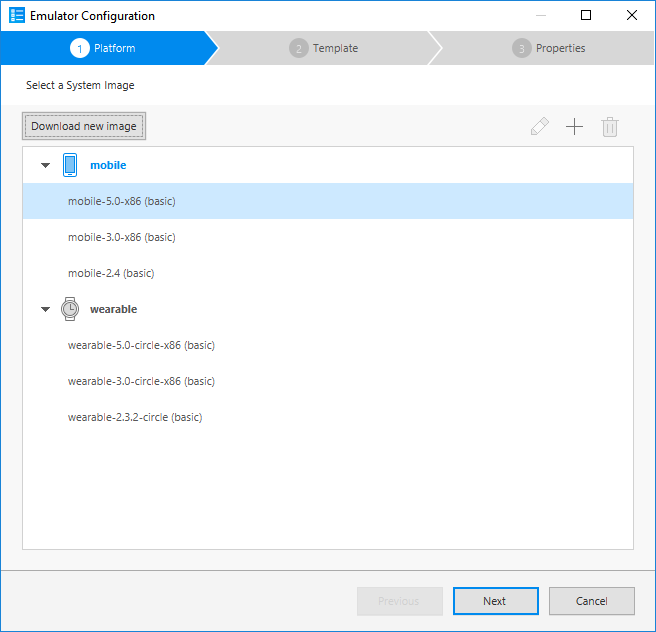 Emulator Configuration
1 Platform
2 Template
3 Properties
Select a System Image
Download new image
mobile
mobile-5.0-x86 (basic)
mobile-3.0-x86 (basic)
mobile-2.4 (basic)
wearable
wearable-5.0-circle-x86 (basic)
wearable-3.0-circle-x86 (basic)
wearable-2.3.2-circle (basic)
Previous
Next
Cancel